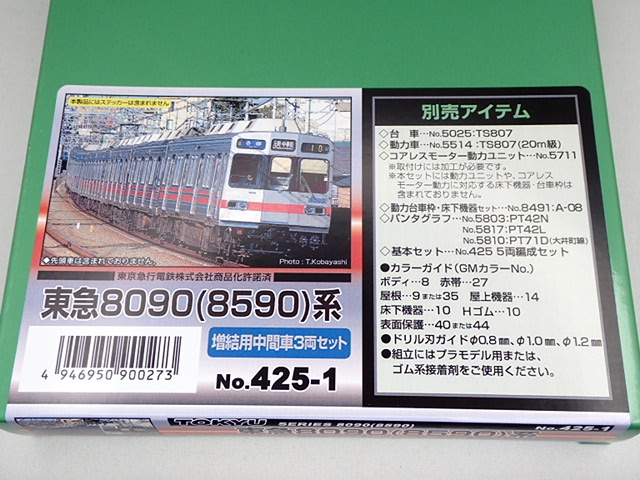 本製品にはステッカーは含まれません
各停
◇先頭車は含まれておりません。
Photo : T.Kobayashi
東京急行電鉄株式会社商品化許諾済
東急8090(8590)系
増結用中間車3両セット
4 946950 900273
No.425-1
別売アイテム
◇台 車…No.5025:TS807
◇動力車…No.5514:TS807(20m級)
◇コアレスモーター動力ユニット…No.5711
※取付けには加工が必要です。
※本セットには動力ユニットや、コアレス
モーター動力に対応する床下機器・台車枠は
含まれておりません。
◇動力台車枠・床下機器セット…No.8491:A-08
◇パンタグラフ…No.5803:PT42N
No.5817:PT42L
No.5810:PT71D(大井町線)
◇基本セット…No.425 5両編成セット
●カラーガイド(GMカラーNo.)
ボディ…8 赤帯…27
屋根…9または35 屋上機器…14
床下機器…10 Hゴム…10
表面保護…40または44
●ドリル刃ガイドφ0.8㎜、φ1.0㎜、φ1.2㎜
●組立にはプラモデル用または、
ゴム系接着剤をご使用ください。
TOKYU SERIES 8090(8590)
東急8090(8590)系
No.425-1